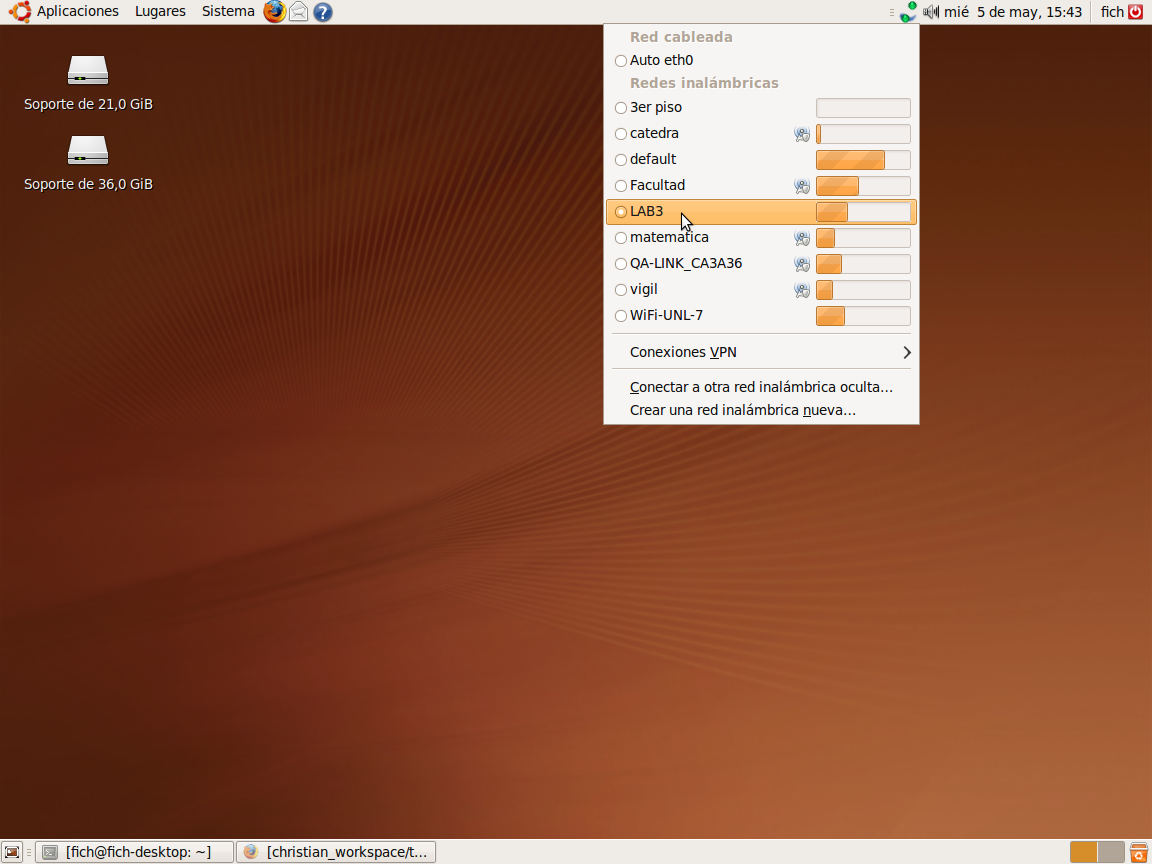 Aplicaciones Lugares Sistema mié 5 de may, 15:43 fich
Soporte de 21,0 GiB
Soporte de 36,0 GiB
Red cableada
Auto eth0
Redes inalámbricas
3er piso
catedra
default
Facultad
LAB3
matematica
QA-LINK_CA3A36
vigil
WiFi-UNL-7
Conexiones VPN
Conectar a otra red inalámbrica oculta...
Crear una red inalámbrica nueva...
[fich@fich-desktop: ~] [christian_workspace/t...